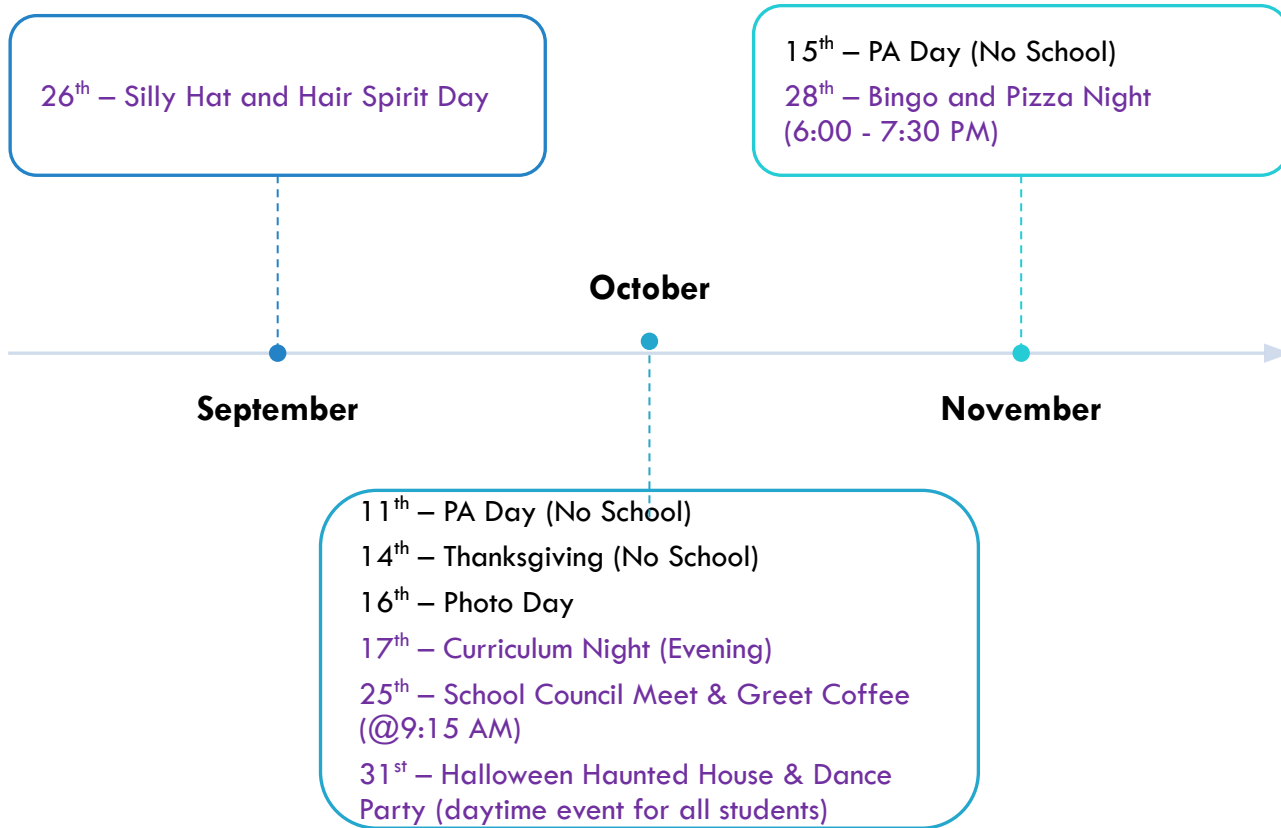 26th – Silly Hat and Hair Spirit Day
15th – PA Day (No School)
28th – Bingo and Pizza Night
(6:00 - 7:30 PM)
October
September
November
11th – PA Day (No School)
14th – Thanksgiving (No School)
16th – Photo Day
17th – Curriculum Night (Evening)
25th – School Council Meet & Greet Coffee
(@9:15 AM)
31st – Halloween Haunted House & Dance
Party (daytime event for all students)